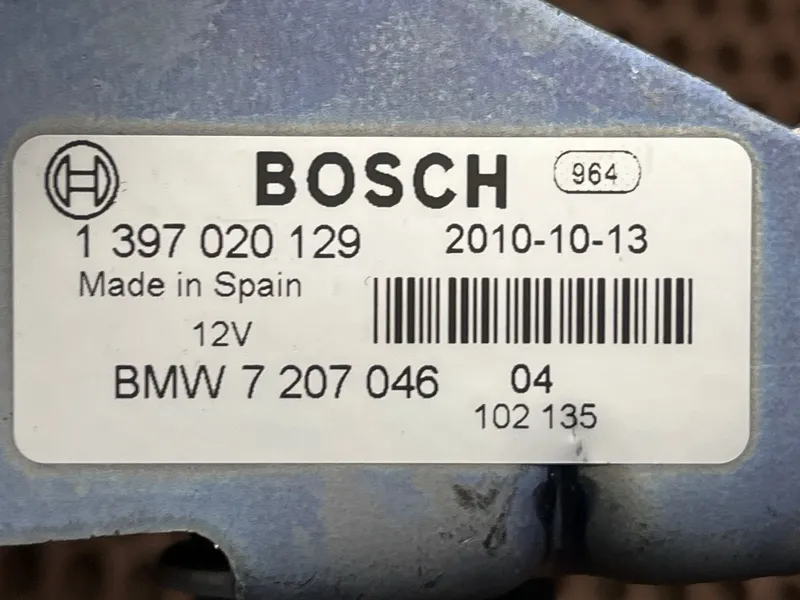 BOSCH 964
1 397 020 129 2010-10-13
Made in Spain
12V
BMW 7 207 046 04
102 135